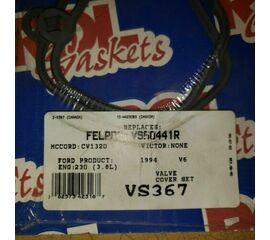 ROL
Gaskets
REPLACES:
FELPRO: VS50441R
MCCORD:CV1320 VICTOR:NONE
FORD PRODUCT: 1994 V6
ENG:230 (3.8L)
VALVE
COVER SET
VS367